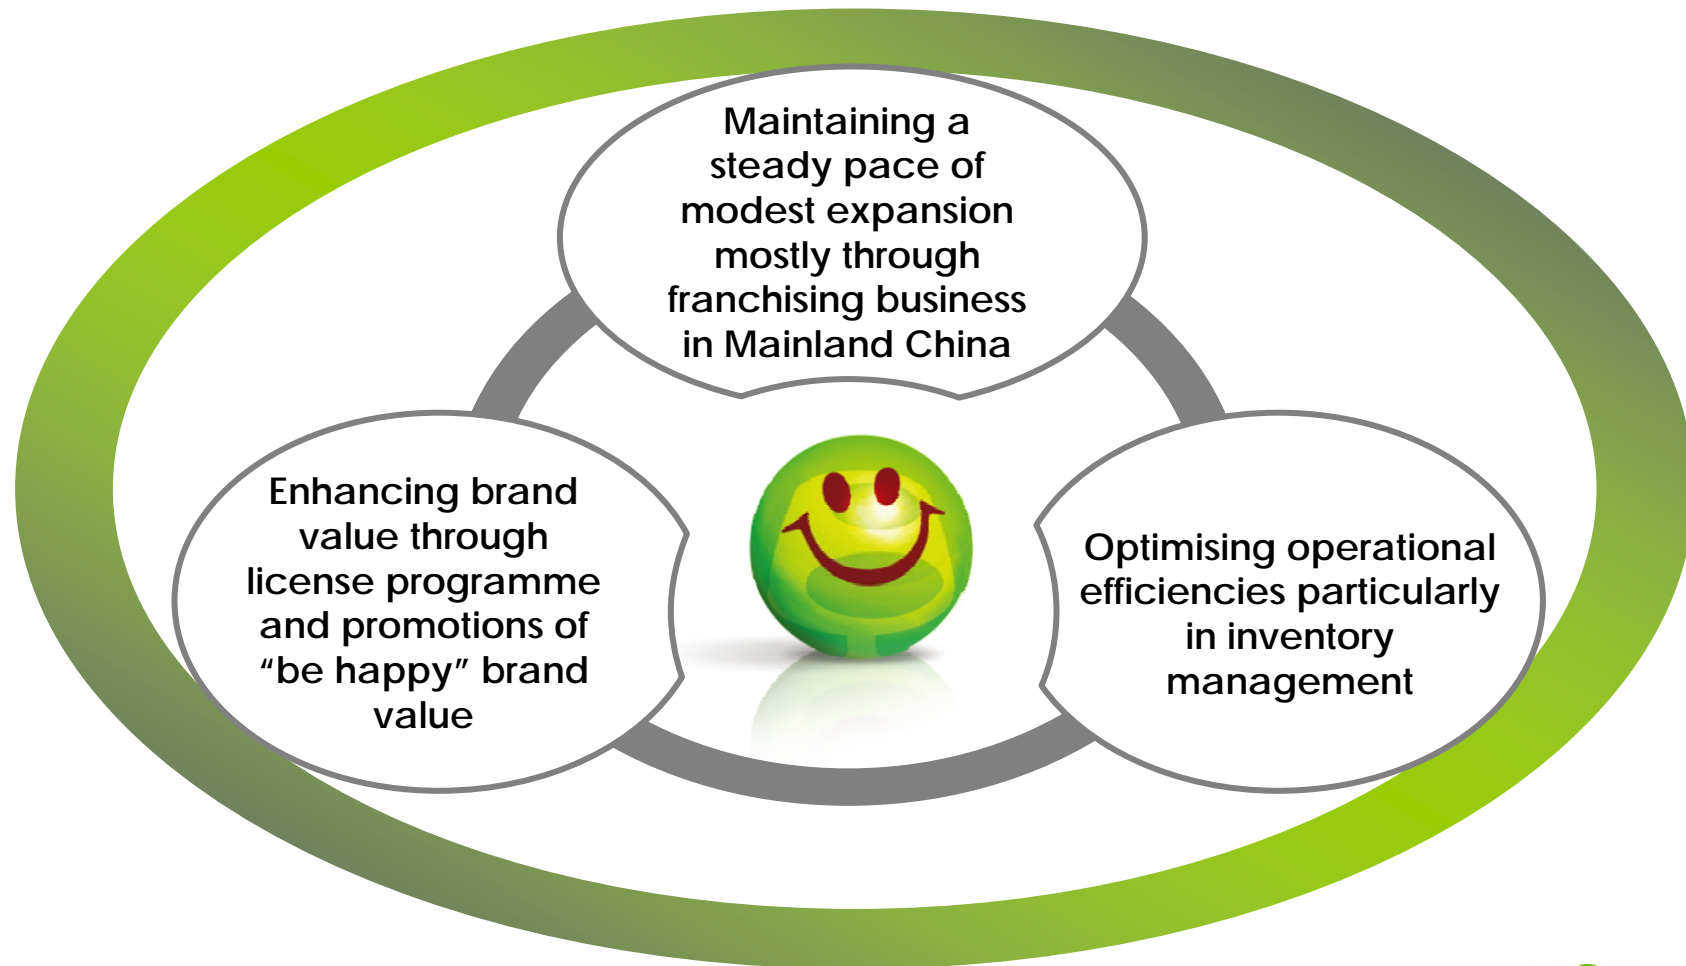 Maintaining a
steady pace of
modest expansion
mostly through
franchising business
in Mainland China
Enhancing brand
value through
license programme
and promotions of
“be happy” brand
value
Optimising operational
efficiencies particularly
in inventory
management